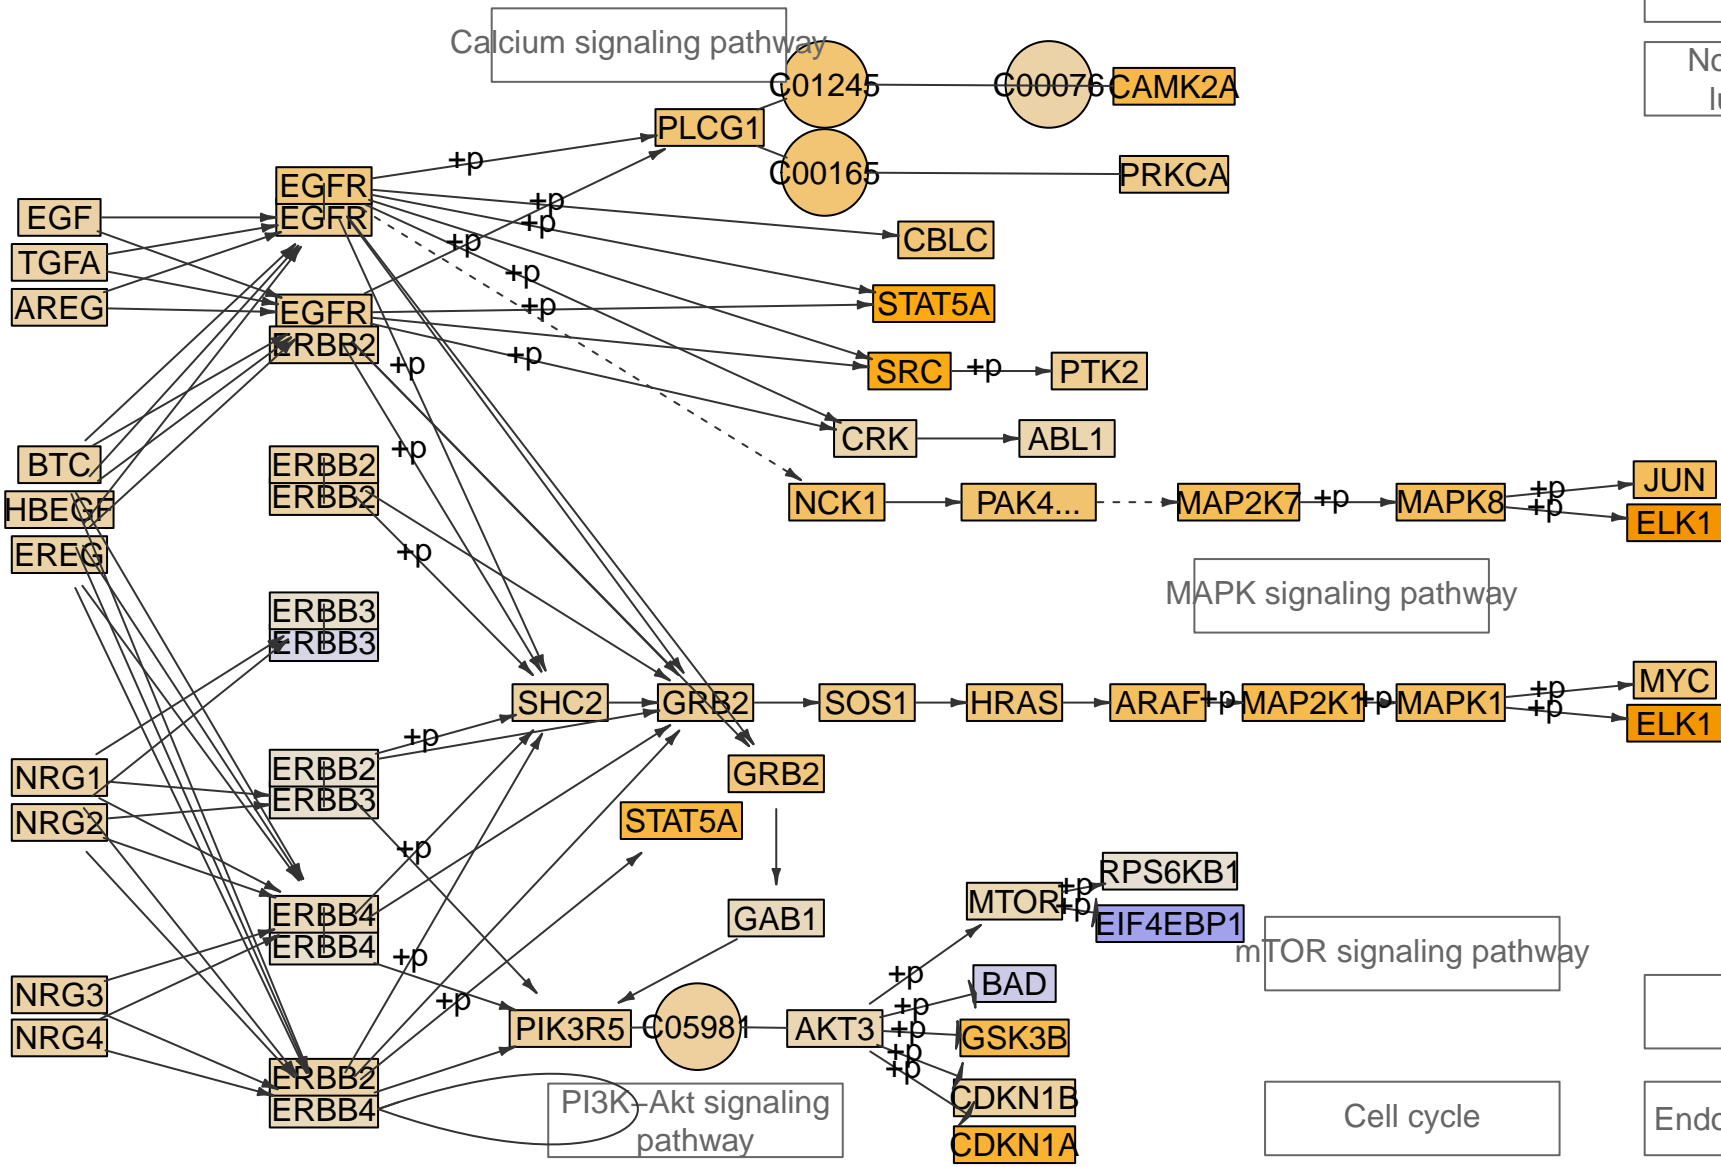 Calcium signaling pathway
C01245
C00076
CAMK2A
No
PLCG1
C00165
PRKCA
+p
EGFR
EGFR
EGF
TGFA
AREG
+p
+p
+p
+p
+p
CBLC
STAT5A
EGFR
ERBB2
+p
+p
SRC
+p
PTK2
CRK
ABL1
+p
BTC
HBEGF
EREG
ERBB2
ERBB2
NCK1
PAK4...
MAP2K7
+p
MAPK8
+p
+p
JUN
ELK1
+p
MAPK signaling pathway
ERBB3
ERBB3
SHC2
GRB2
SOS1
HRAS
ARAF
+p
MAP2K1
+p
MAPK1
+p
+p
MYC
ELK1
+p
NRG1
NRG2
ERBB2
ERBB3
GRB2
STAT5A
+p
ERBB4
ERBB4
GAB1
MTOR
+p
+p
RPS6KB1
EIF4EBP1
mTOR signaling pathway
+p
+p
NRG3
NRG4
+p
BAD
PIK3R5
C05981
AKT3
+p
+p
+p
+p
GSK3B
ERBB2
ERBB4
PI3K–Akt signaling
pathway
CDKN1B
CDKN1A
Cell cycle
Endo